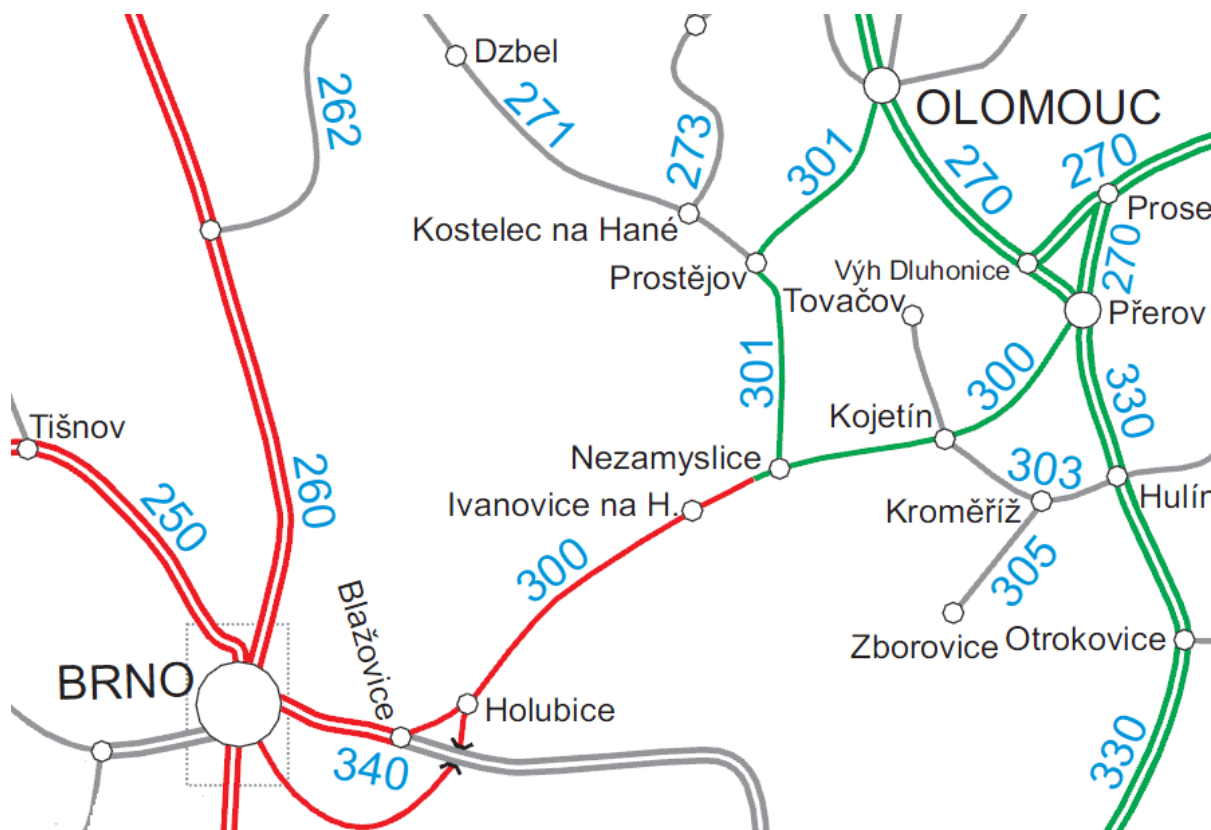 Dzbel
262
271
273
OLOMOUC
301
270
270
Prose
Kostelec na Hané
Prostějov
Výh Dluhonice
270
Tovačov
Přerov
301
300
330
Tišnov
Kojetín
Nezamyslice
303
Ivanovice na H.
Kroměříž
Hulín
260
250
300
305
Blažovice
Zborovice
Otrokovice
BRNO
Holubice
340
330